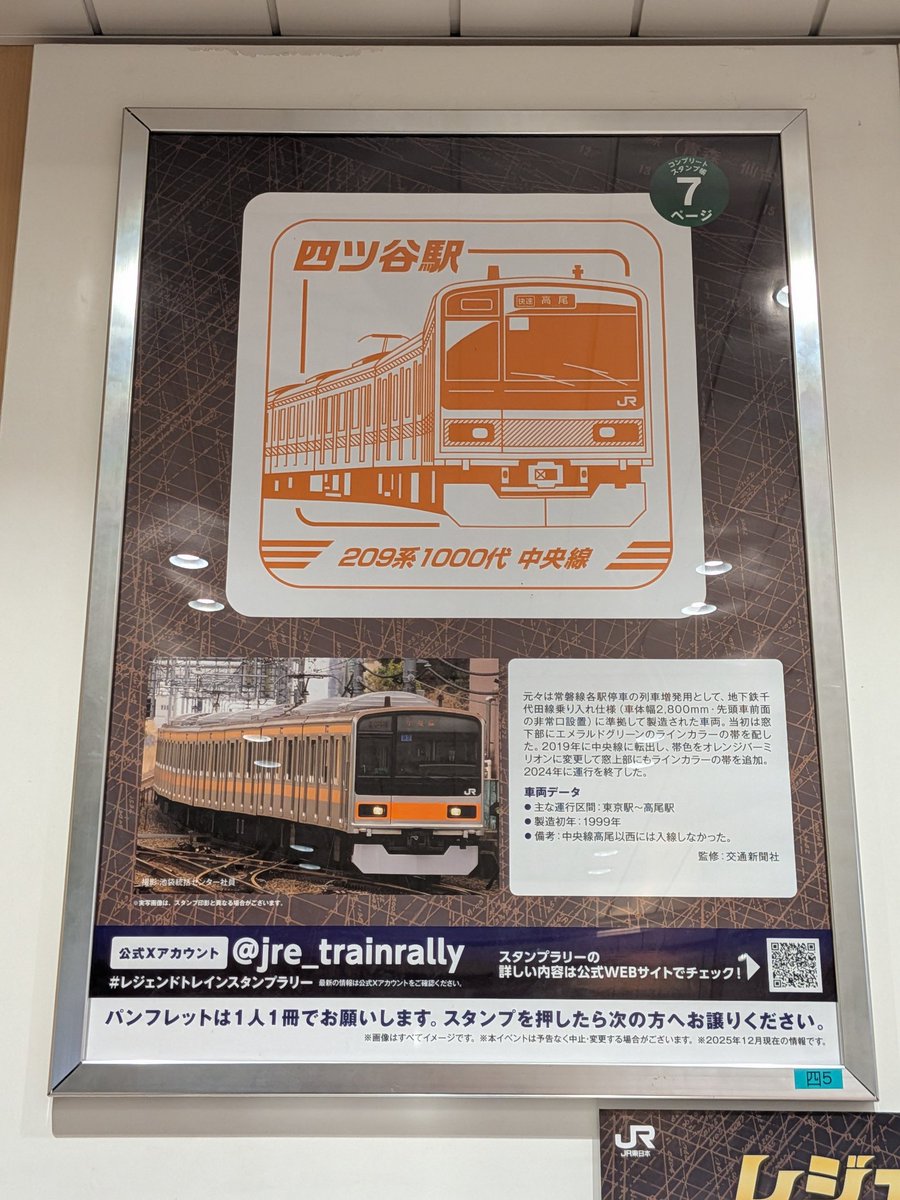 コンプリート
スタンプ帳
7
ページ
四ツ谷駅
快速 高尾
JR
209系1000代 中央線
元々は常磐線各駅停車の列車増発用として、地下鉄千
代田線乗り入れ仕様（車体幅2,800mm・先頭車前面
の非常口設置）に準拠して製造された車両。当初は窓
下部にエメラルドグリーンのラインカラーの帯を配し
た。2019年に中央線に転出し、帯色をオレンジバーミ
リオンに変更して窓上部にもラインカラーの帯を追加。
2024年に運行を終了した。
車両データ
● 主な運行区間：東京駅〜高尾駅
● 製造初年：1999年
● 備考：中央線高尾以西には入線しなかった。
監修：交通新聞社
JR
撮影:池袋統括センター社員
※実写画像は、スタンプ印影と異なる場合がございます。
公式Xアカウント @jre_trainrally
#レジェンドトレインスタンプラリー 最新の情報は公式Xアカウントをご確認ください。
スタンプラリーの
詳しい内容は公式WEBサイトでチェック！
パンフレットは1人1冊でお願いします。スタンプを押したら次の方へお譲りください。
※画像はすべてイメージです。※本イベントは予告なく中止・変更する場合がございます。※2025年12月現在の情報です。
四5
JR
JR東日本
レジェ